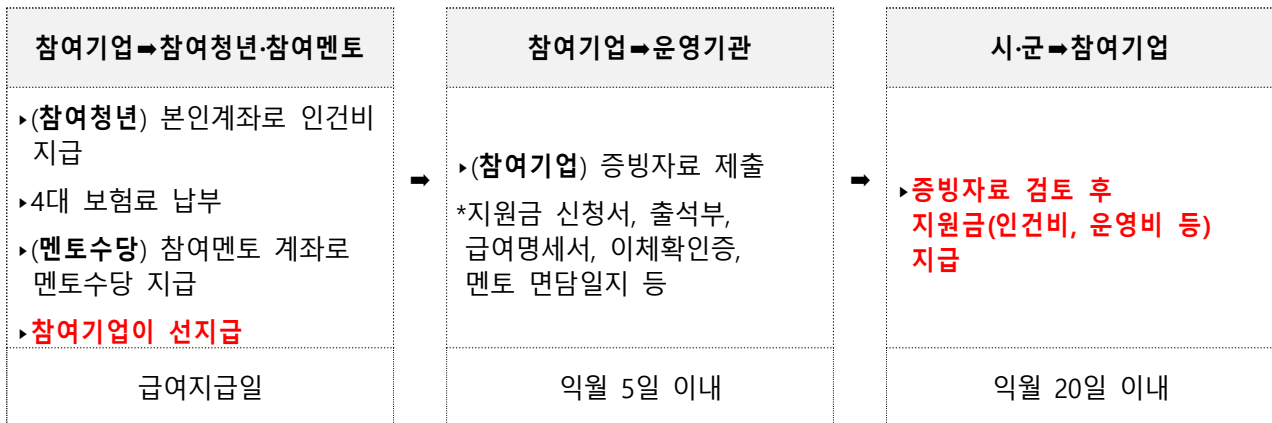 참여기업➡참여청년·참여멘토
▸(참여청년) 본인계좌로 인건비
지급
▸4대 보험료 납부
▸(멘토수당) 참여멘토 계좌로
멘토수당 지급
▸참여기업이 선지급
급여지급일
➡
참여기업➡운영기관
▸(참여기업) 증빙자료 제출
*지원금 신청서, 출석부,
급여명세서, 이체확인증,
멘토 면담일지 등
익월 5일 이내
➡
시·군➡참여기업
▸증빙자료 검토 후
지원금(인건비, 운영비 등)
지급
익월 20일 이내